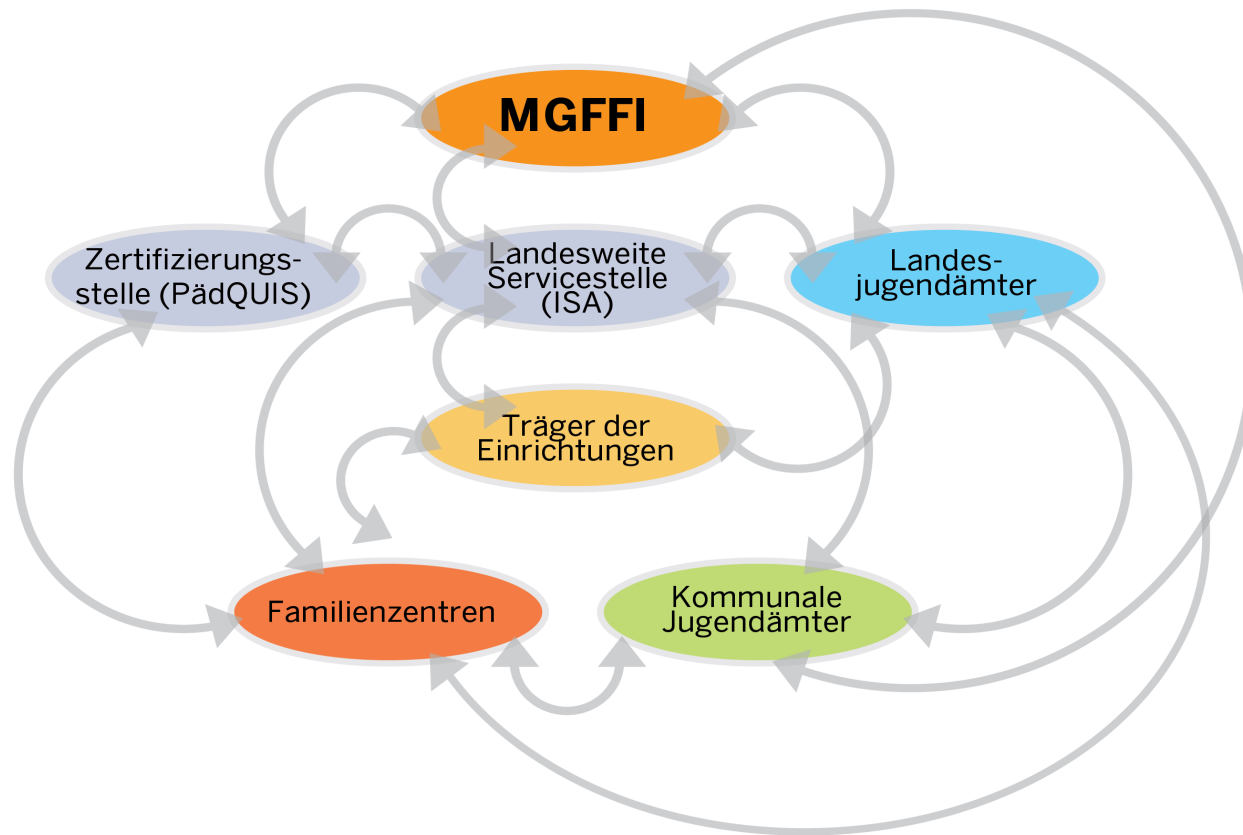 MGFFI
Zertifizierungs-
stelle (PädQUIS)
Landesweite
Servicestelle
(ISA)
Landes-
jugendämter
Träger der
Einrichtungen
Familienzentren
Kommunale
Jugendämter